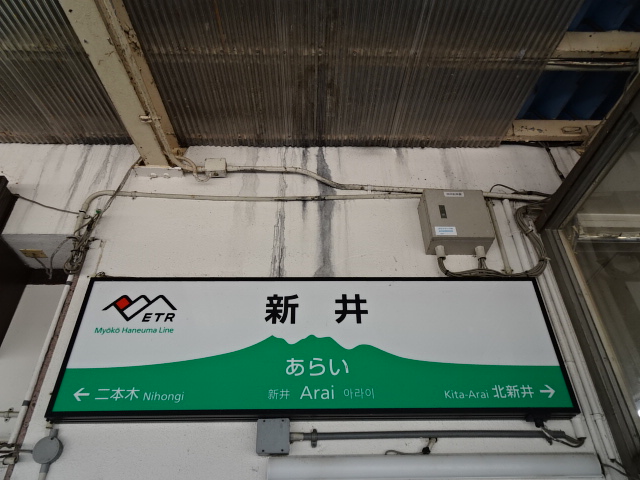 ETR
Myōkō Haneuma Line
新井
あらい
← 二本木 Nihongi
新井 Arai 아라이
Kita-Arai 北新井 →